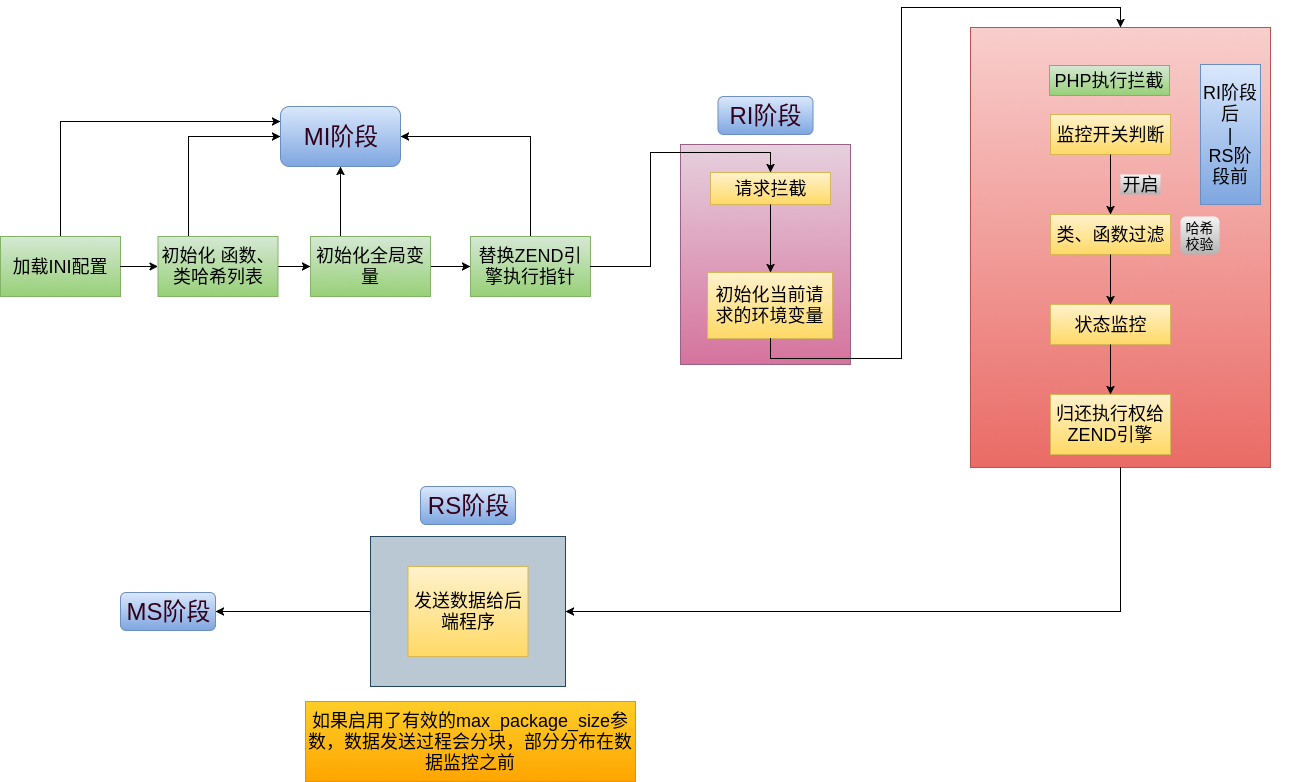 MI阶段
加载INI配置
初始化 函数、
类哈希列表
初始化全局变
量
替换ZEND引
擎执行指针
RI阶段
请求拦截
初始化当前请
求的环境变量
PHP执行拦截
监控开关判断
开启
类、函数过滤
哈希
校验
状态监控
归还执行权给
ZEND引擎
RI阶段
后
|
RS阶
段前
RS阶段
发送数据给后
端程序
MS阶段
如果启用了有效的max_package_size参
数，数据发送过程会分块，部分分布在数
据监控之前